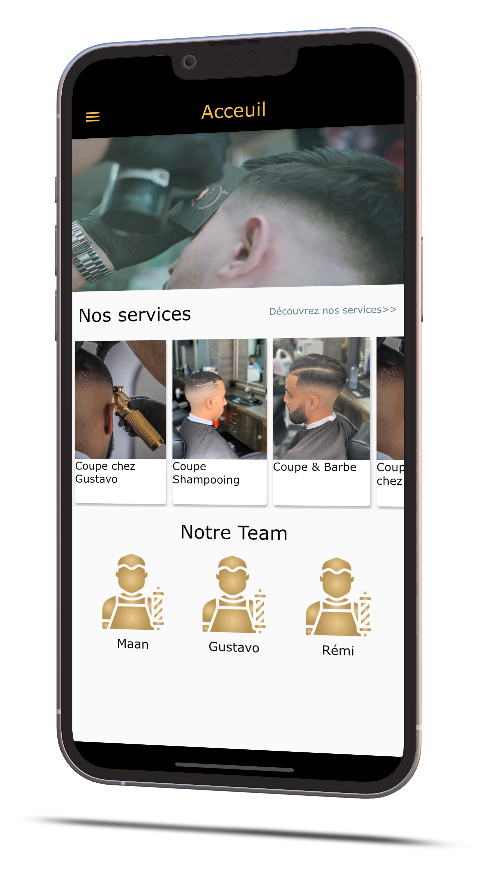 Acceuil
Nos services
Découvrez nos services>>
Coupe chez
Gustavo
Coupe
Shampooing
Coupe & Barbe
Coup
chez
Notre Team
Maan
Gustavo
Rémi